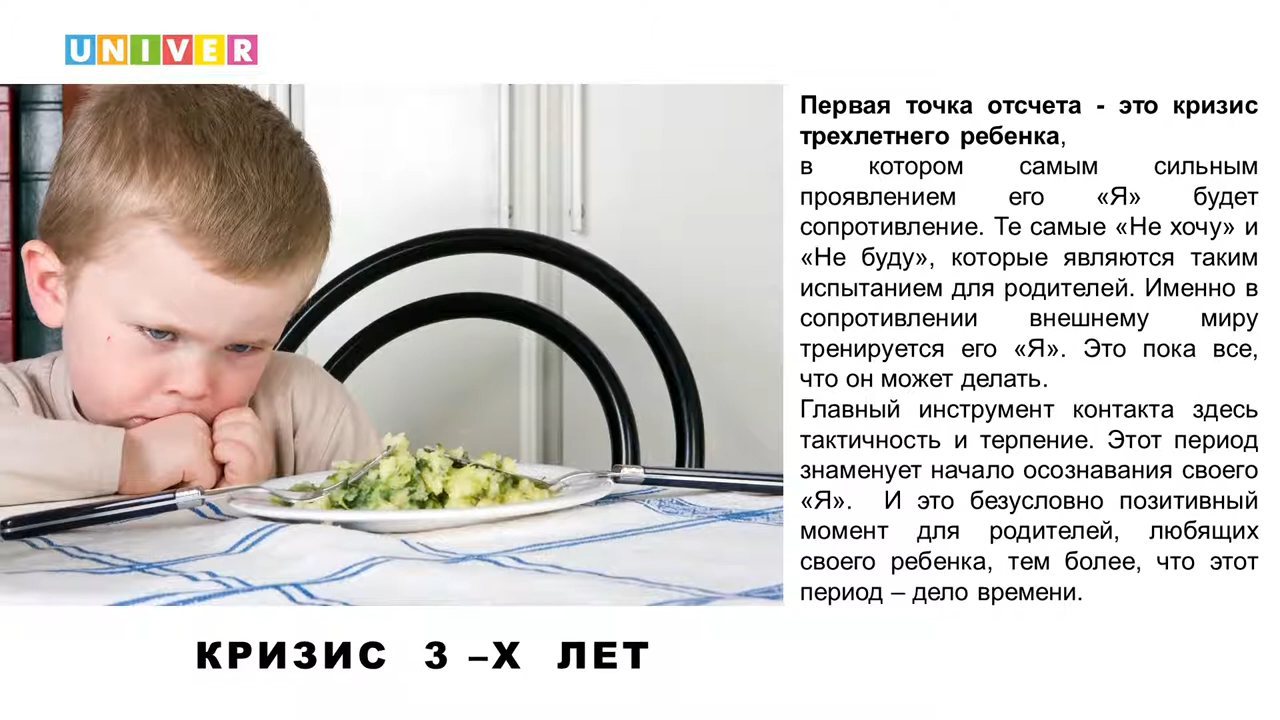 UNIVER
Первая точка отсчета - это кризис
трехлетнего ребенка,
в котором самым сильным
проявлением его «Я» будет
сопротивление. Те самые «Не хочу» и
«Не буду», которые являются таким
испытанием для родителей. Именно в
сопротивлении внешнему миру
тренируется его «Я». Это пока все,
что он может делать.
Главный инструмент контакта здесь
тактичность и терпение. Этот период
знаменует начало осознавания своего
«Я». И это безусловно позитивный
момент для родителей, любящих
своего ребенка, тем более, что этот
период – дело времени.
КРИЗИС 3 –Х ЛЕТ